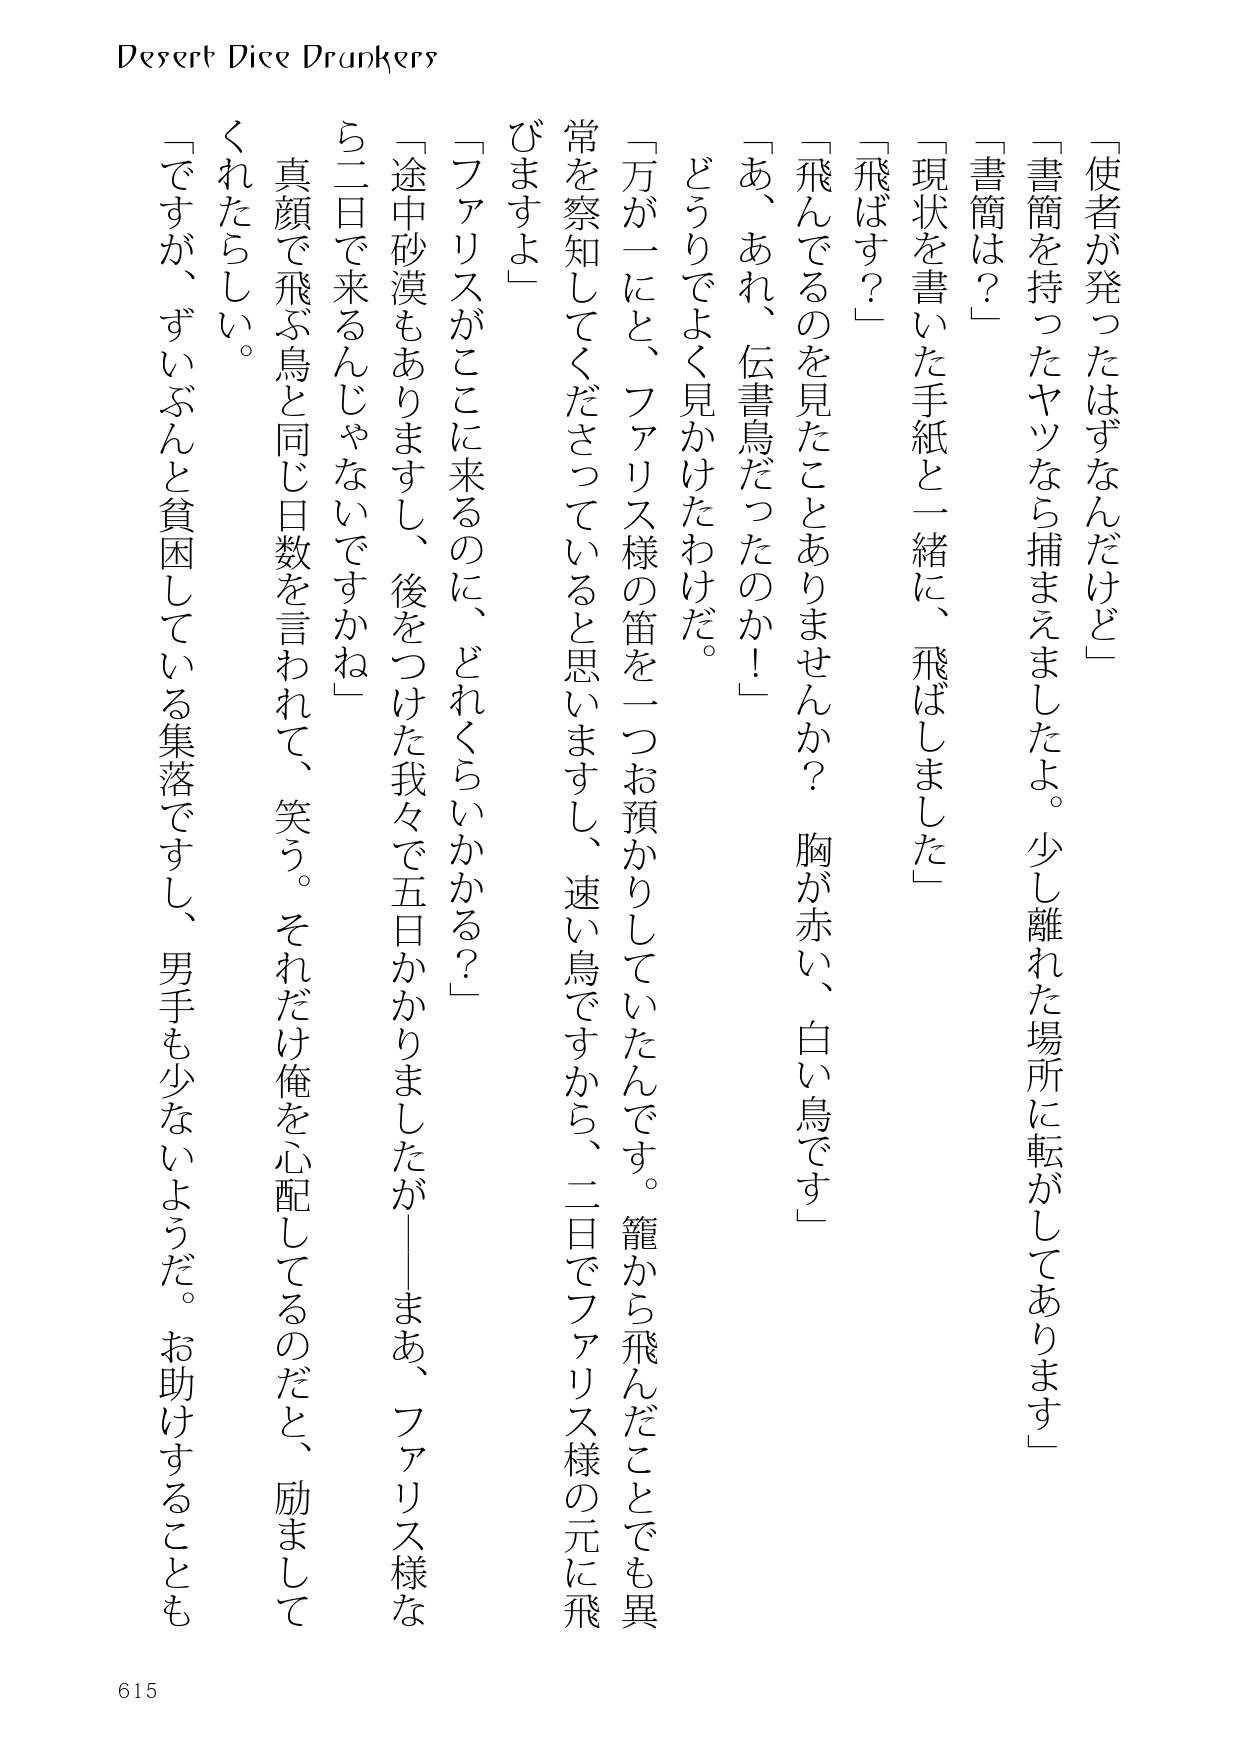 Desert Dice Drunkers
「使者が発ったはずなんだけど」
「書簡を持ったヤツなら捕まえましたよ。少し離れた場所に転がしてあります」
「書簡は？」
「現状を書いた手紙と一緒に、飛ばしました」
「飛ばす？」
「飛んでるのを見たことありませんか？　胸が赤い、白い鳥です」
「あ、あれ、伝書鳥だったのか！」
　どうりでよく見かけたわけだ。
「万が一にと、ファリス様の笛を一つお預かりしていたんです。籠から飛んだことでも異
常を察知してくださっていると思いますし、速い鳥ですから、二日でファリス様の元に飛
びますよ」
「ファリスがここに来るのに、どれくらいかかる？」
「途中砂漠もありますし、後をつけた我々で五日かかりましたが――まあ、ファリス様な
ら二日で来るんじゃないですかね」
　真顔で飛ぶ鳥と同じ日数を言われて、笑う。それだけ俺を心配してるのだと、励まして
くれたらしい。
「ですが、ずいぶんと貧困している集落ですし、男手も少ないようだ。お助けすることも
615